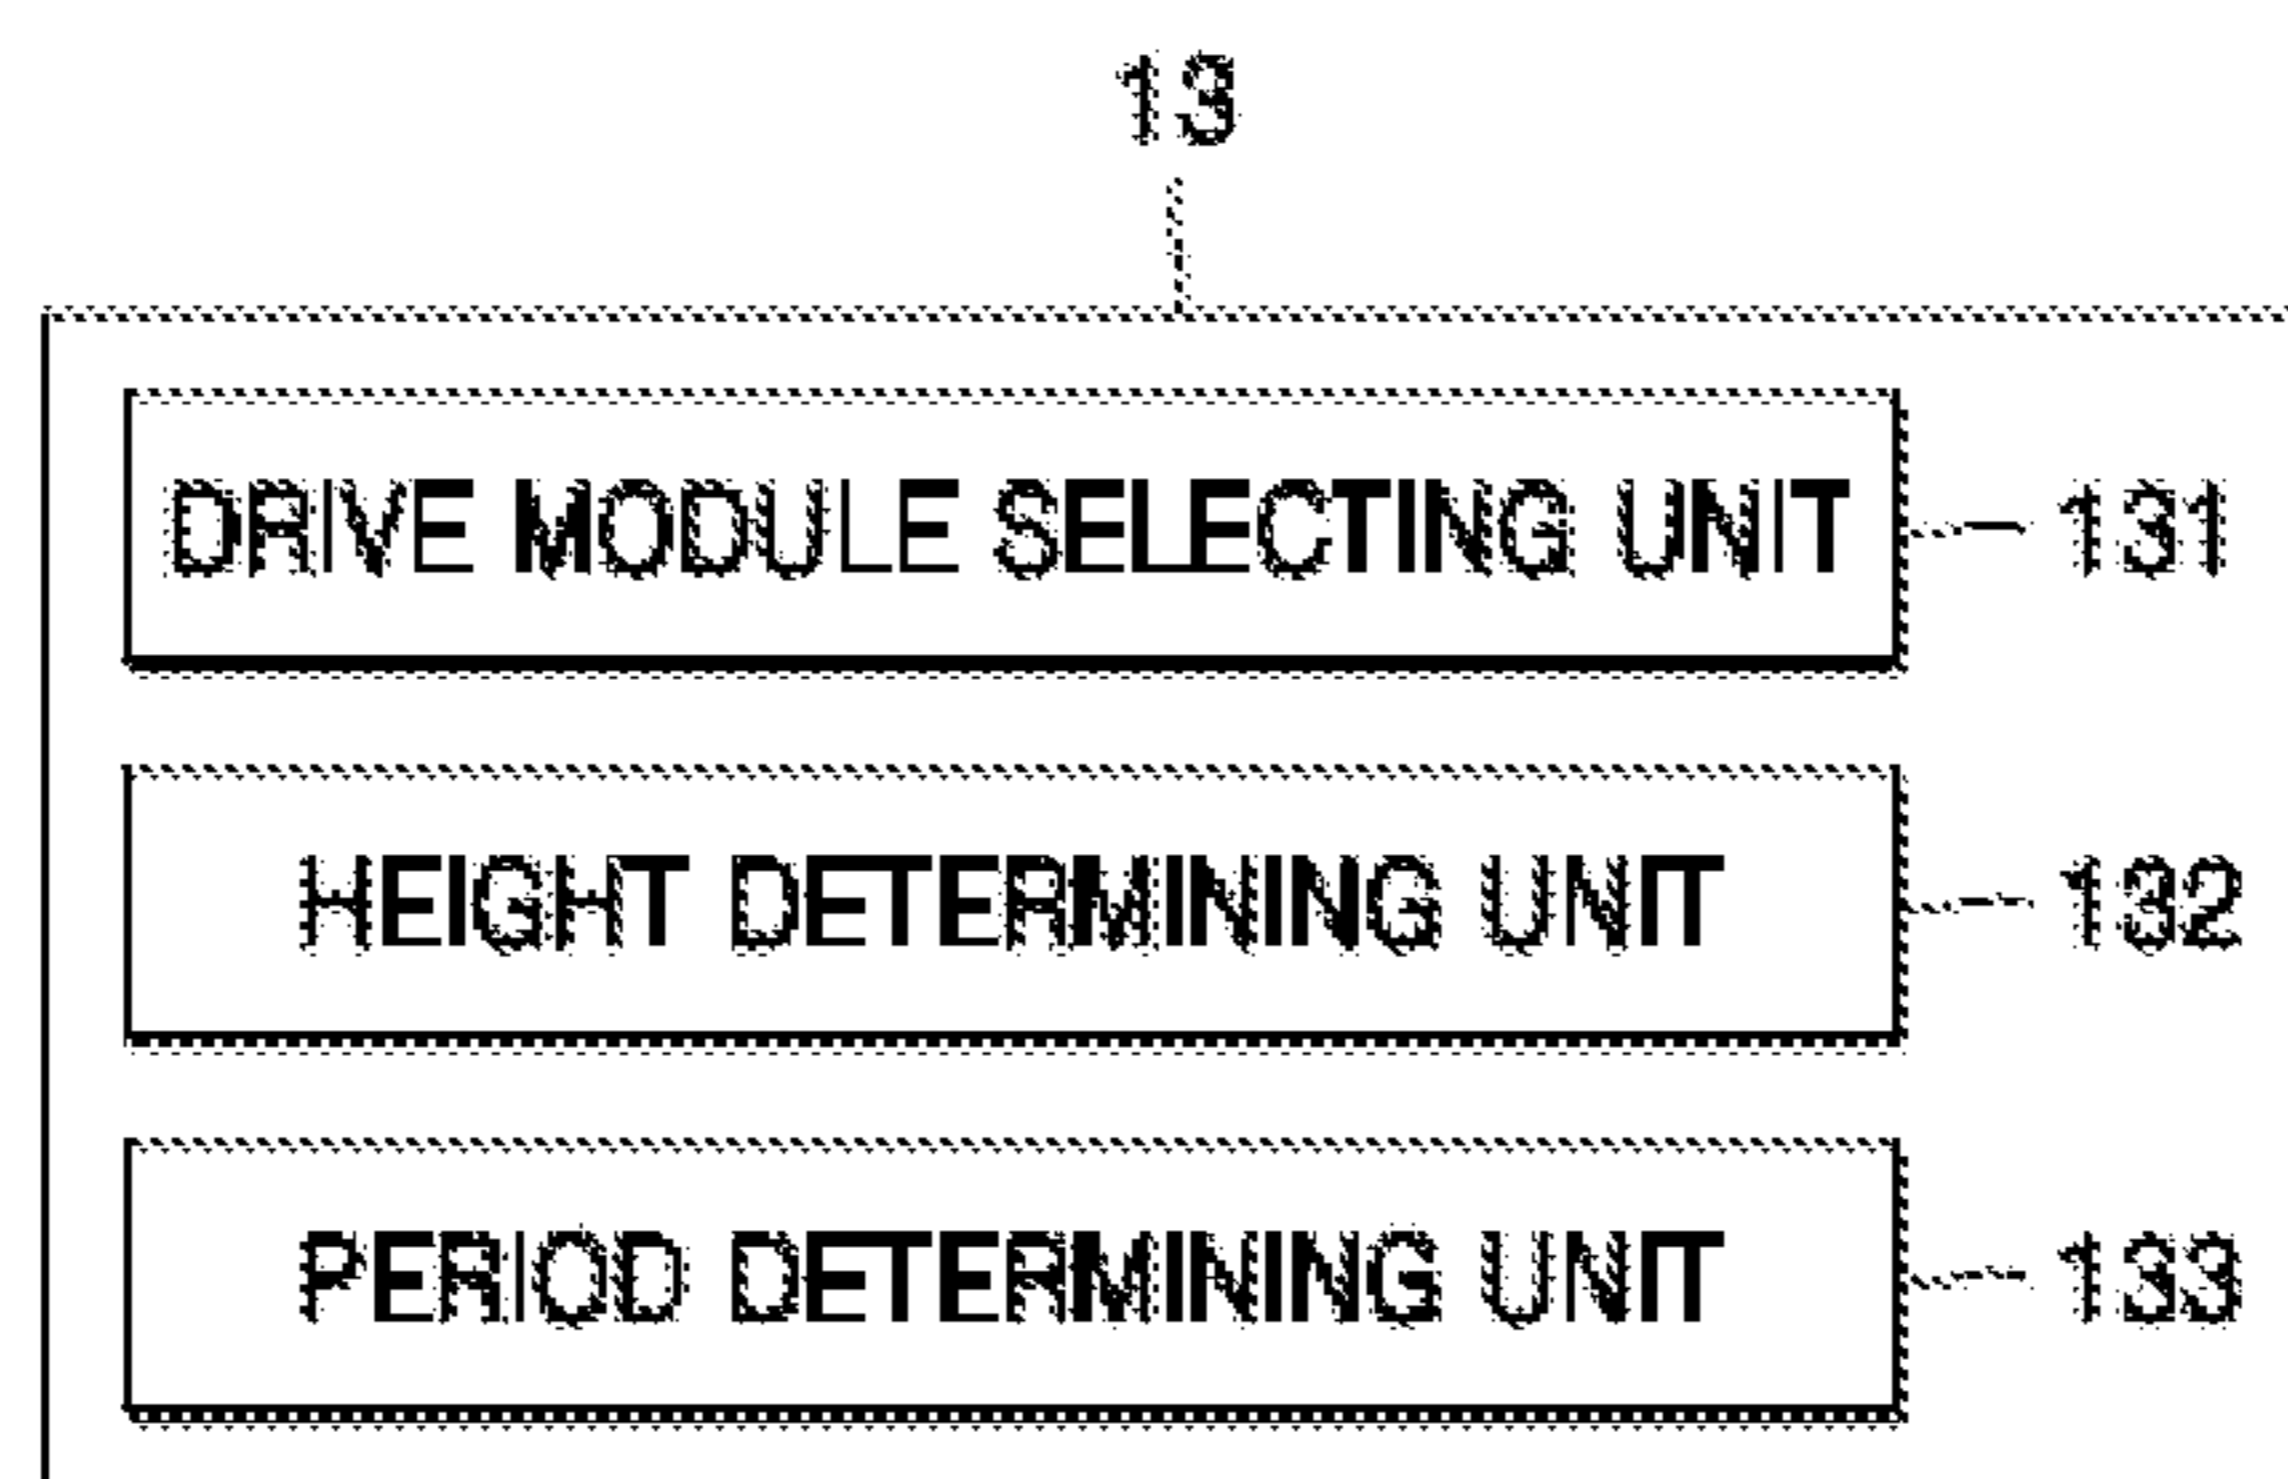 13
DRIVE MODULE SELECTING UNIT 131
HEIGHT DETERMINING UNIT 132
PERIOD DETERMINING UNIT 133